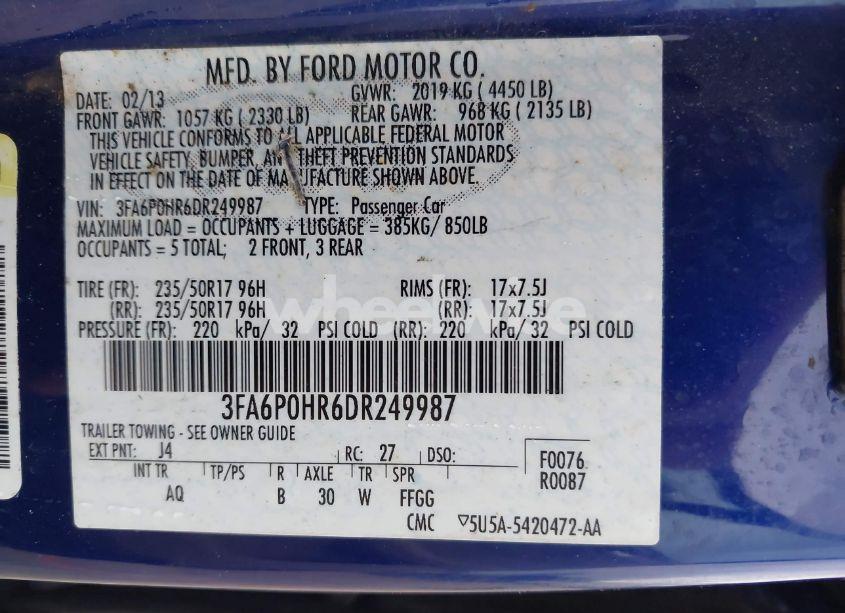 MFD. BY FORD MOTOR CO.
DATE: 02/13 GVWR: 2019 KG ( 4450 LB)
FRONT GAWR: 1057 KG ( 2330 LB) REAR GAWR: 968 KG ( 2135 LB)
THIS VEHICLE CONFORMS TO ALL APPLICABLE FEDERAL MOTOR
VEHICLE SAFETY, BUMPER, AND THEFT PREVENTION STANDARDS
IN EFFECT ON THE DATE OF MANUFACTURE SHOWN ABOVE.
VIN: 3FA6P0HR6DR249987 TYPE: Passenger Car
MAXIMUM LOAD = OCCUPANTS + LUGGAGE = 385KG/ 850LB
OCCUPANTS = 5 TOTAL; 2 FRONT, 3 REAR
TIRE (FR): 235/50R17 96H RIMS (FR): 17x7.5J
(RR): 235/50R17 96H (RR): 17x7.5J
wheelwise
PRESSURE (FR): 220 kPa/ 32 PSI COLD (RR): 220 kPa/ 32 PSI COLD
3FA6P0HR6DR249987
TRAILER TOWING - SEE OWNER GUIDE
EXT PNT: J4 RC: 27 DSO: F0076
INT TR TP/PS R AXLE TR SPR R0087
AQ B 30 W FFGG
CMC ▽5U5A-5420472-AA